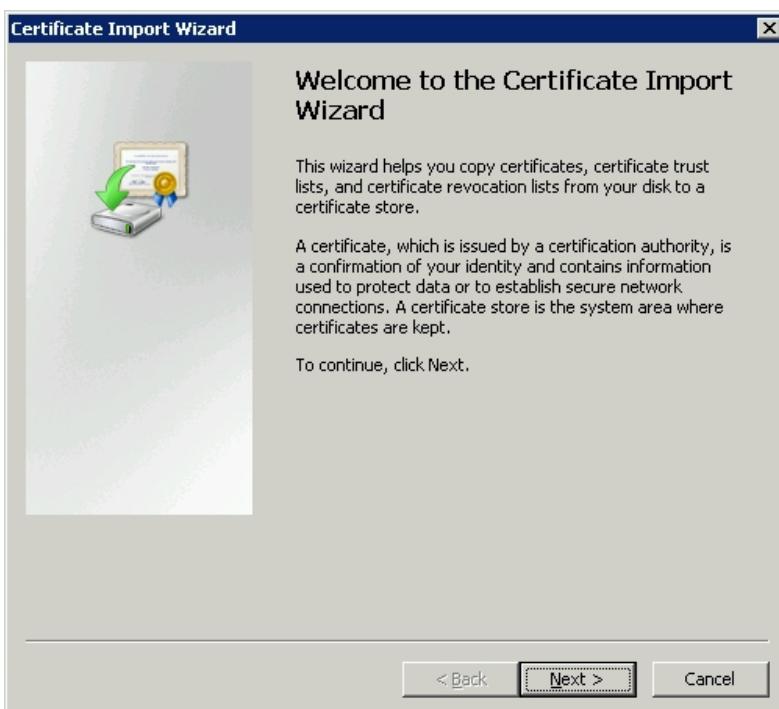 Certificate Import Wizard
Welcome to the Certificate Import
Wizard
This wizard helps you copy certificates, certificate trust
lists, and certificate revocation lists from your disk to a
certificate store.
A certificate, which is issued by a certification authority, is
a confirmation of your identity and contains information
used to protect data or to establish secure network
connections. A certificate store is the system area where
certificates are kept.
To continue, click Next.
< Back Next > Cancel